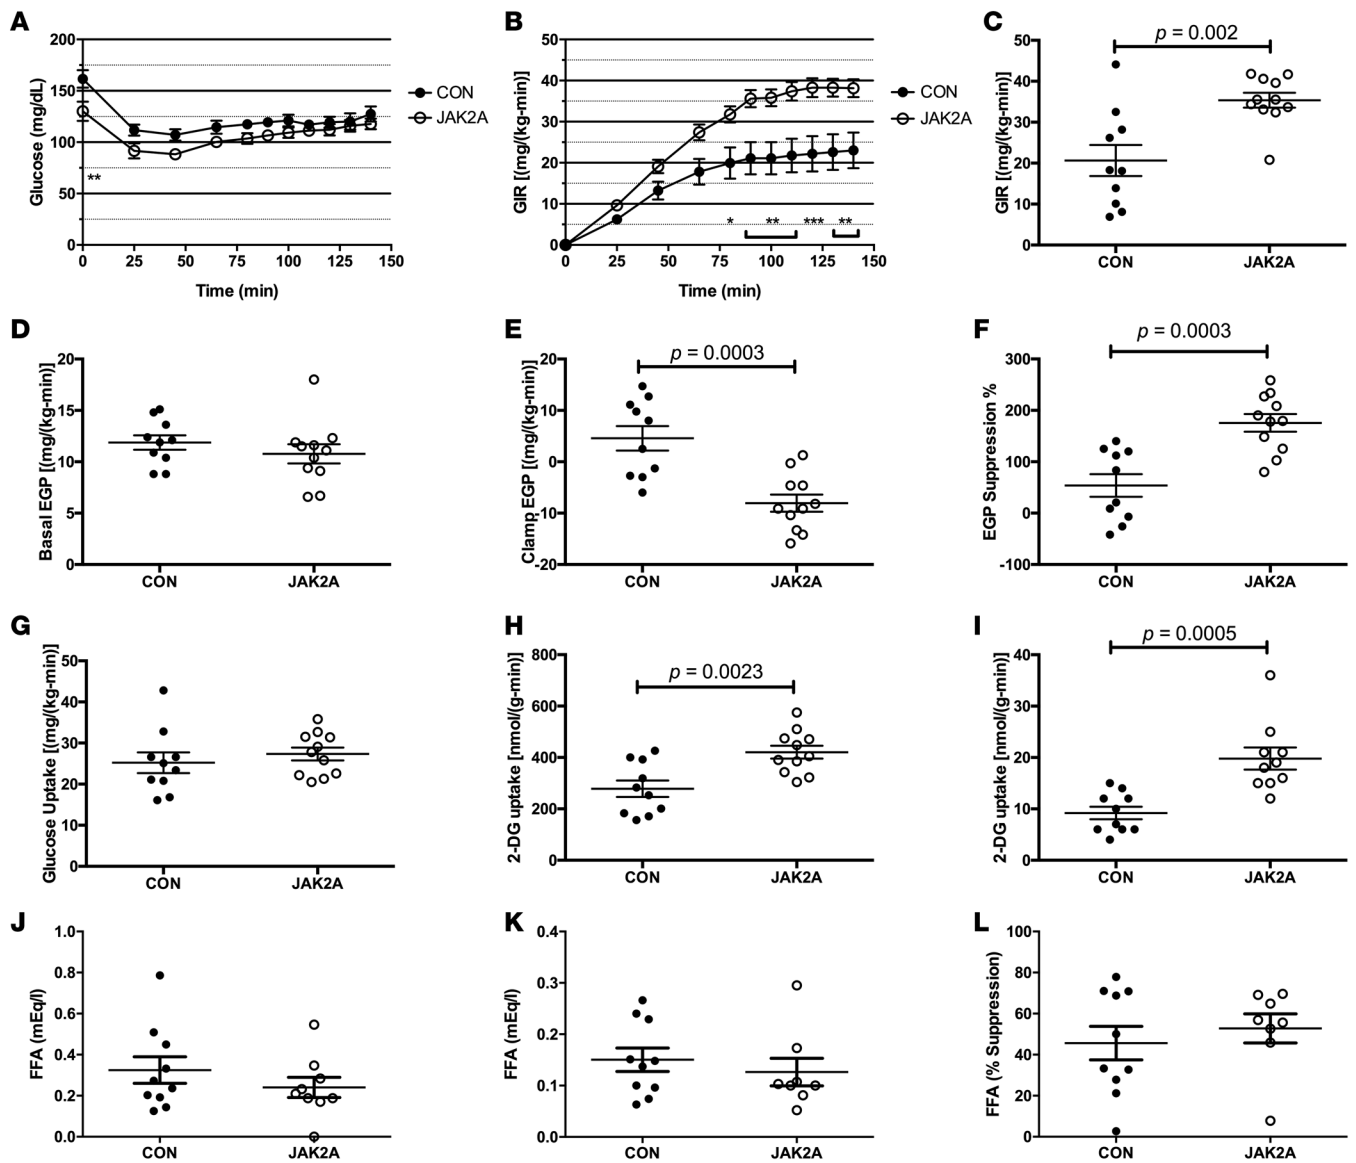 A
Glucose (mg/dL)
200
150
100
50
0
**
0 25 50 75 100 125 150
Time (min)
CON
JAK2A
B
GIR [(mg/(kg-min)]
50
40
30
20
10
0
* ** *** **
0 25 50 75 100 125 150
Time (min)
CON
JAK2A
C
p = 0.002
GIR [(mg/(kg-min)]
50
40
30
20
10
0
CON JAK2A
D
Basal EGP [(mg/(kg-min)]
20
15
10
5
0
CON JAK2A
E
p = 0.0003
Clamp EGP [(mg/(kg-min)]
20
10
0
-10
-20
CON JAK2A
F
p = 0.0003
EGP Suppression %
300
200
100
0
-100
CON JAK2A
G
Glucose Uptake [(mg/(kg-min)]
50
40
30
20
10
0
CON JAK2A
H
p = 0.0023
2-DG uptake [nmol/(g-min)]
800
600
400
200
0
CON JAK2A
I
p = 0.0005
2-DG uptake [nmol/(g-min)]
40
30
20
10
0
CON JAK2A
J
FFA (mEq/l)
1.0
0.8
0.6
0.4
0.2
0.0
CON JAK2A
K
FFA (mEq/l)
0.4
0.3
0.2
0.1
0.0
CON JAK2A
L
FFA (% Suppression)
100
80
60
40
20
0
CON JAK2A